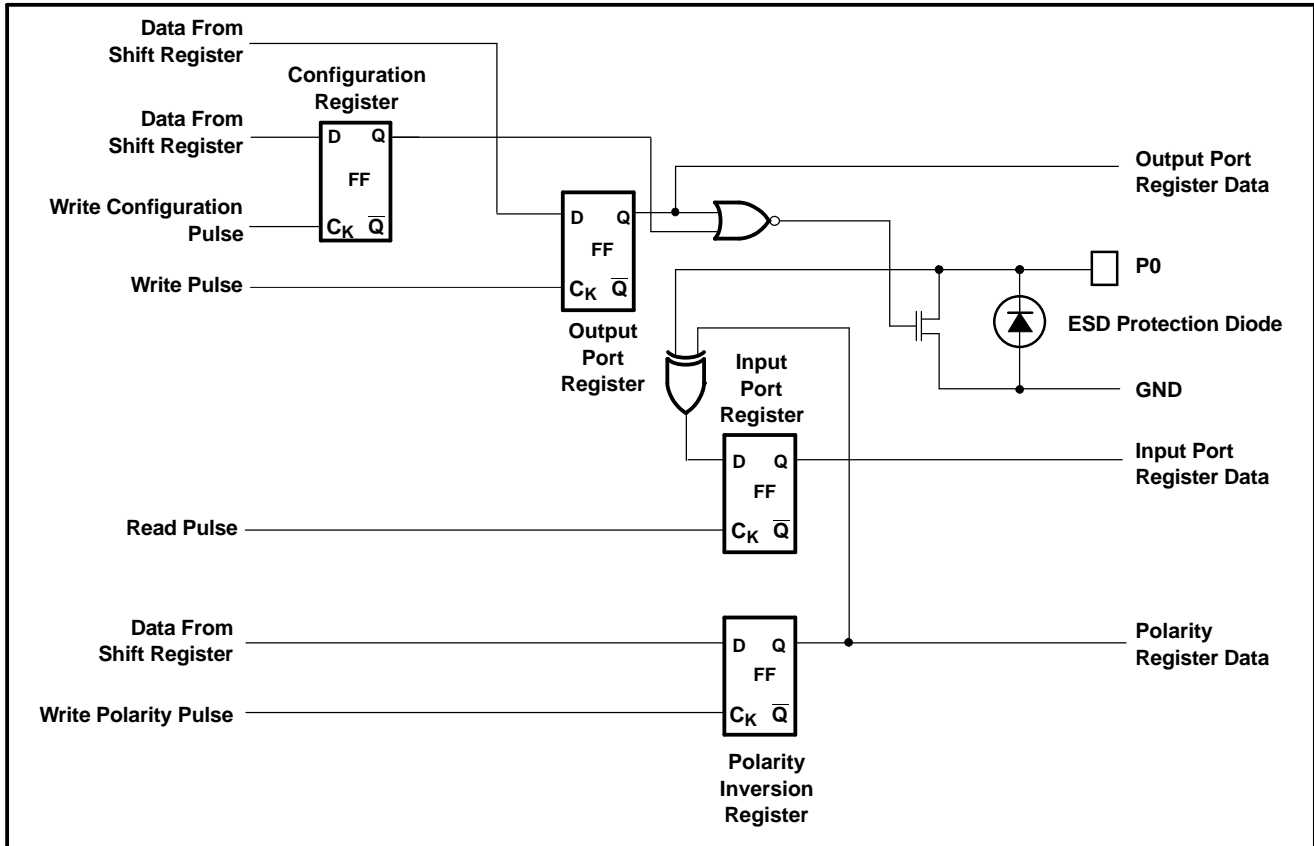 Data From
Shift Register
Configuration
Register
Data From
Shift Register
D Q
FF
CK Q̅
Write Configuration
Pulse
Output Port
Register Data
D Q
FF
CK Q̅
Write Pulse
P0
ESD Protection Diode
Output
Port
Register
Input
Port
Register
GND
D Q
FF
CK Q̅
Input Port
Register Data
Read Pulse
Data From
Shift Register
D Q
FF
CK Q̅
Polarity
Register Data
Write Polarity Pulse
Polarity
Inversion
Register